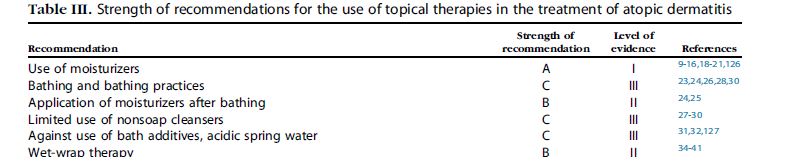 Table III. Strength of recommendations for the use of topical therapies in the treatment of atopic dermatitis
Recommendation Strength of recommendation Level of evidence References
Use of moisturizers A I 9-16,18-21,126
Bathing and bathing practices C III 23,24,26,28,30
Application of moisturizers after bathing B II 24,25
Limited use of nonsoap cleansers C III 27-30
Against use of bath additives, acidic spring water C III 31,32,127
Wet-wrap therapy B II 34-41